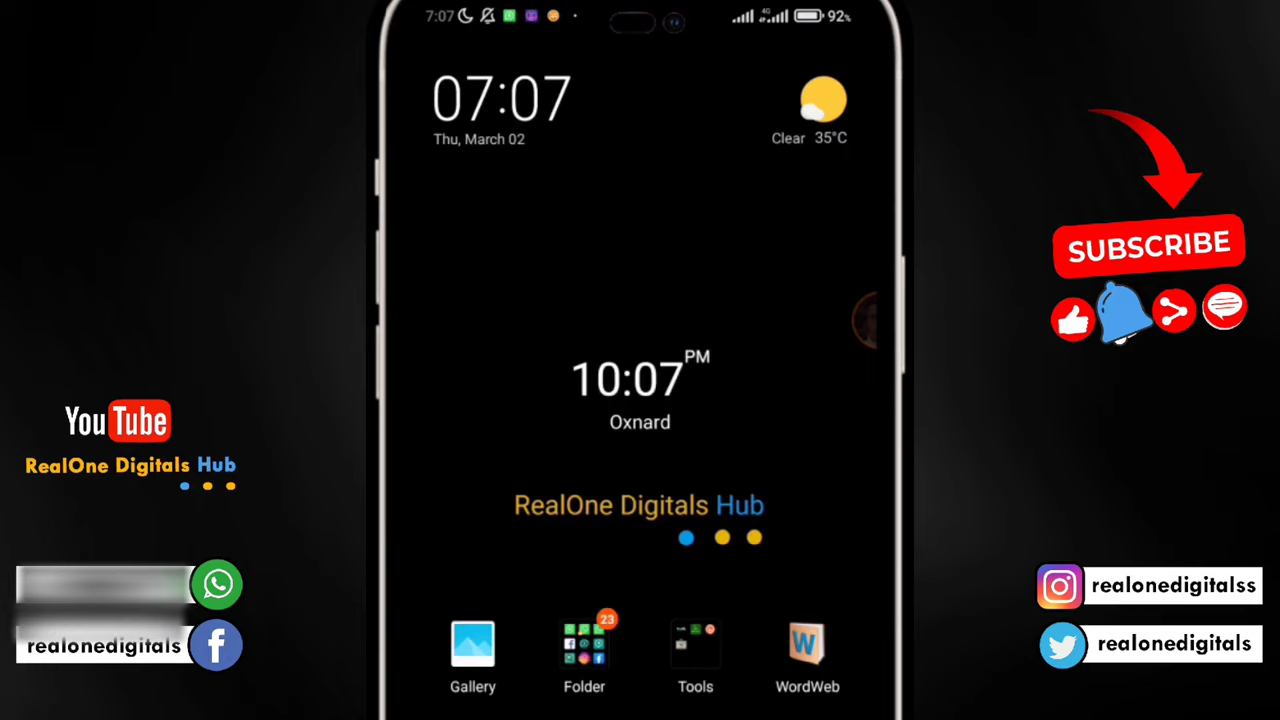 7:07
4G
92%
07:07
Thu, March 02
Clear 35°C
SUBSCRIBE
10:07 PM
Oxnard
YouTube
RealOne Digitals Hub
RealOne Digitals Hub
realonedigitals
realonedigitalss
realonedigitals
23
Gallery
Folder
Tools
WordWeb